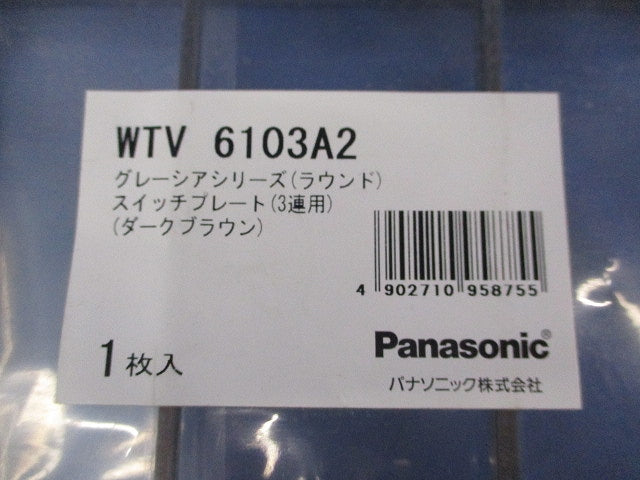 WTV 6103A2
グレーシアシリーズ(ラウンド)
スイッチプレート(3連用)
(ダークブラウン)
4 902710 958755
1枚入
Panasonic®
パナソニック株式会社